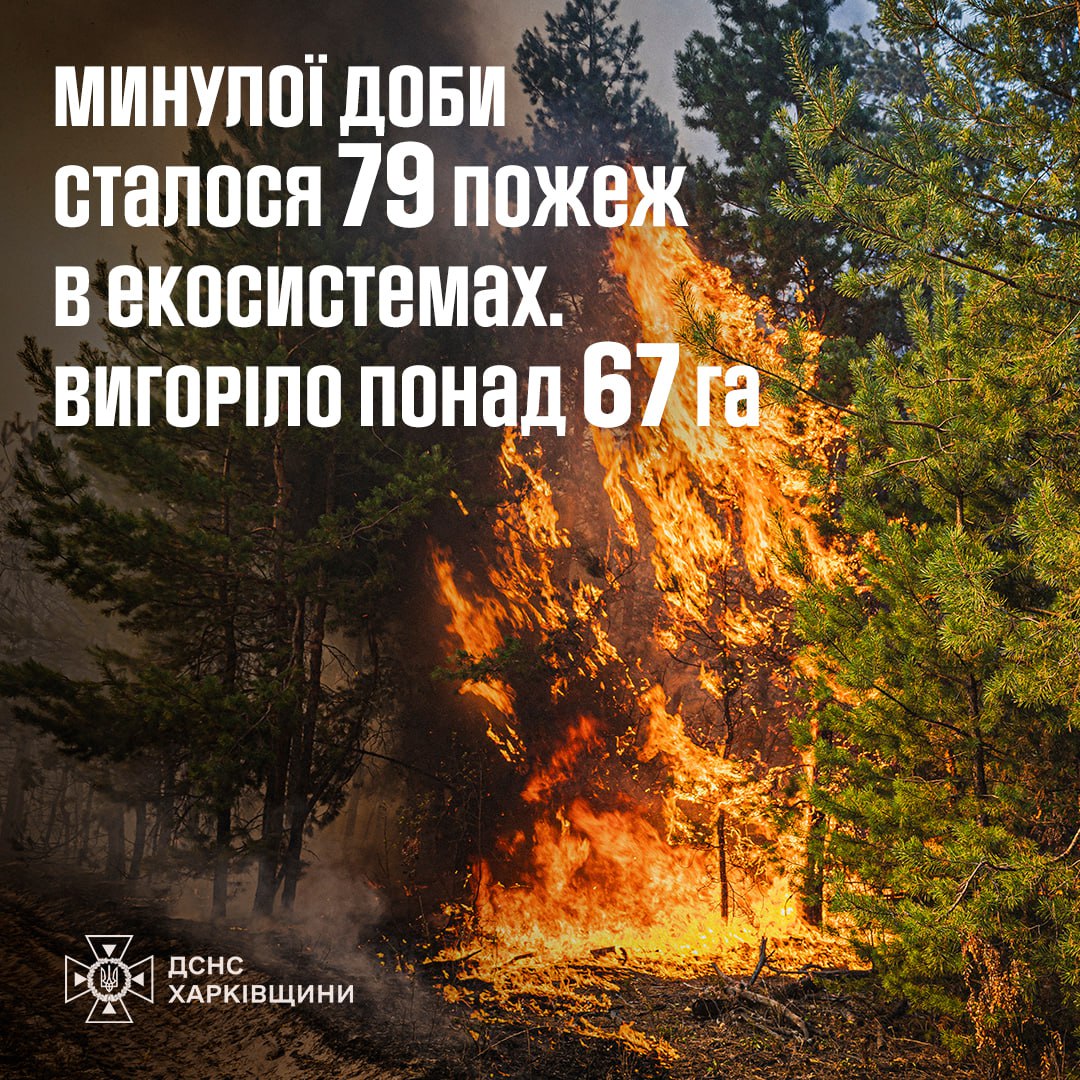 МИНУЛОЇ ДОБИ
СТАЛОСЯ 79 ПОЖЕЖ
В ЕКОСИСТЕМАХ.
ВИГОРІЛО ПОНАД 67 га
ДСНС
ХАРКІВЩИНИ